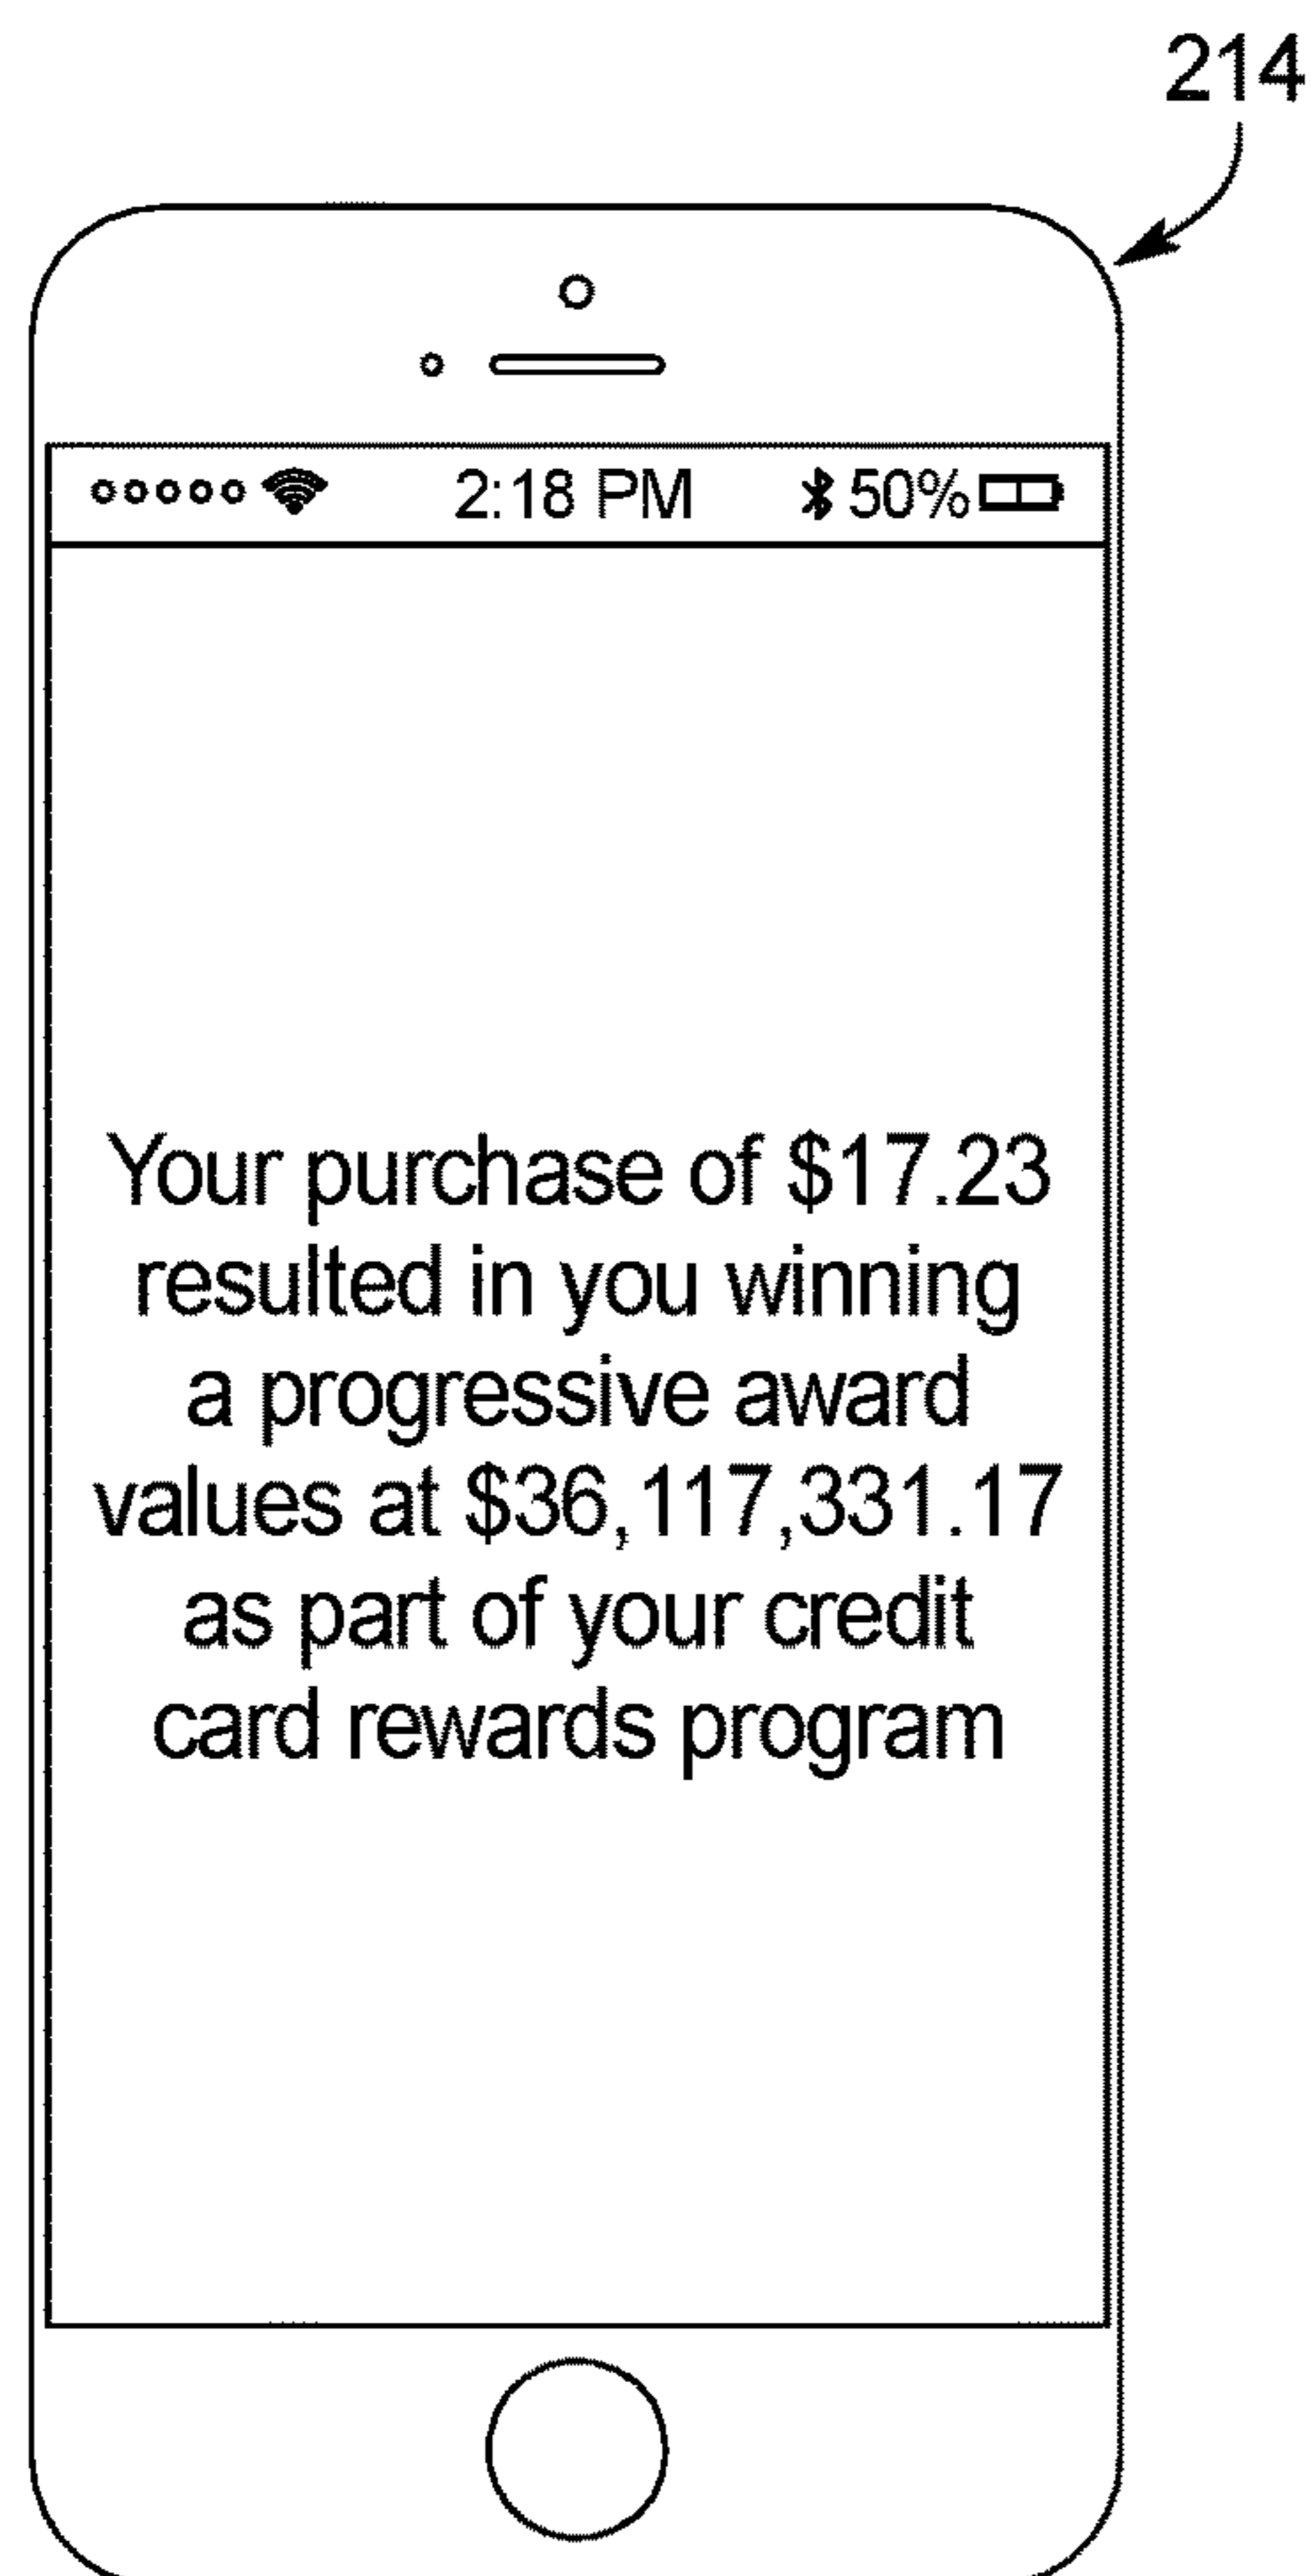 214
2:18 PM 50%
Your purchase of $17.23
resulted in you winning
a progressive award
values at $36,117,331.17
as part of your credit
card rewards program